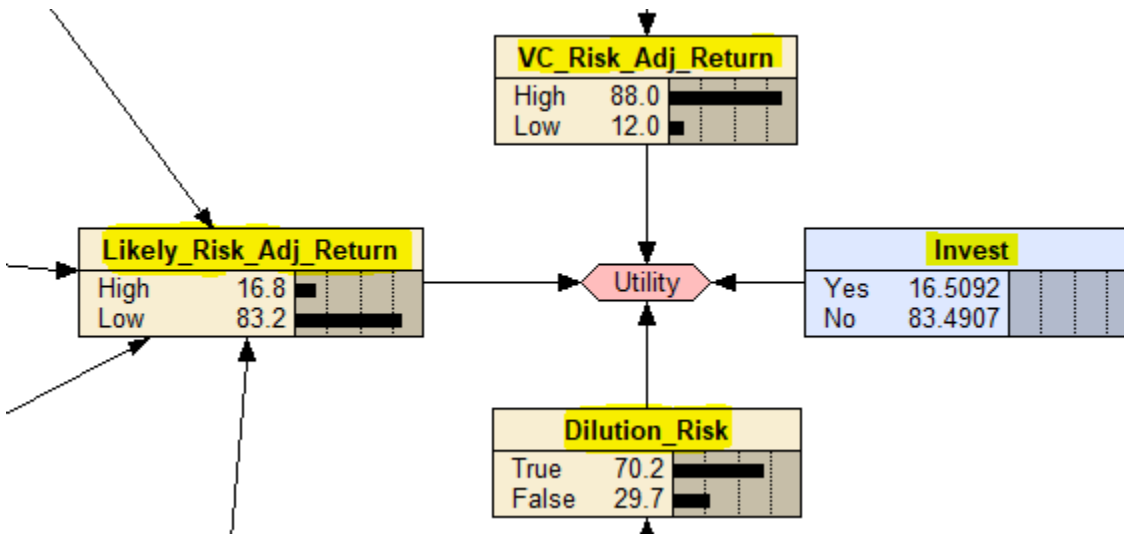 VC_Risk_Adj_Return
High 88.0
Low 12.0
Likely_Risk_Adj_Return
High 16.8
Low 83.2
Utility
Invest
Yes 16.5092
No 83.4907
Dilution_Risk
True 70.2
False 29.7